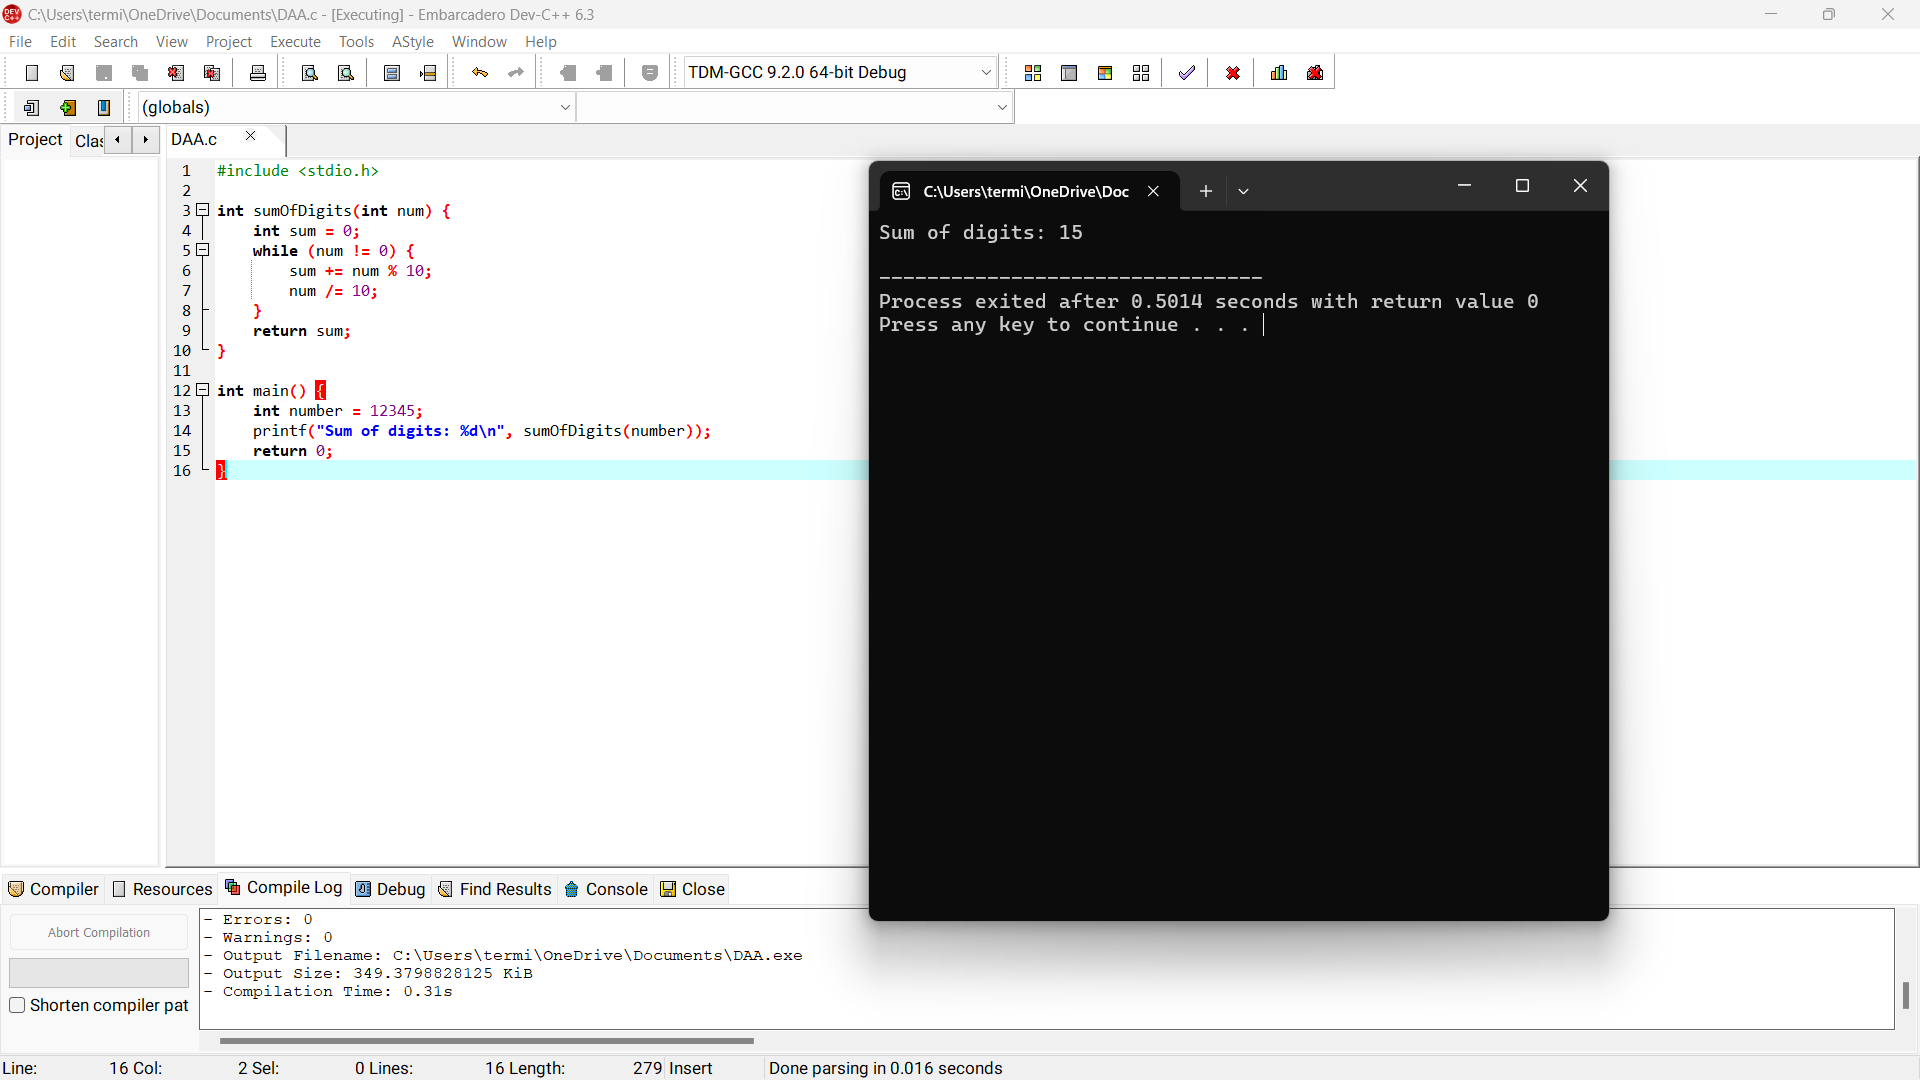 C:\Users\termi\OneDrive\Documents\DAA.c - [Executing] - Embarcadero Dev-C++ 6.3
File Edit Search View Project Execute Tools AStyle Window Help
TDM-GCC 9.2.0 64-bit Debug
(globals)
Project Clas DAA.c
1 #include <stdio.h>
2
3 int sumOfDigits(int num) {
4     int sum = 0;
5     while (num != 0) {
6         sum += num % 10;
7         num /= 10;
8     }
9     return sum;
10 }
11
12 int main() {
13     int number = 12345;
14     printf("Sum of digits: %d\n", sumOfDigits(number));
15     return 0;
16 }
C:\Users\termi\OneDrive\Doc
Sum of digits: 15
--------------------------------
Process exited after 0.5014 seconds with return value 0
Press any key to continue . . .
Compiler Resources Compile Log Debug Find Results Console Close
Abort Compilation
Shorten compiler pat
- Errors: 0
- Warnings: 0
- Output Filename: C:\Users\termi\OneDrive\Documents\DAA.exe
- Output Size: 349.3798828125 KiB
- Compilation Time: 0.31s
Line: 16 Col: 2 Sel: 0 Lines: 16 Length: 279 Insert Done parsing in 0.016 seconds